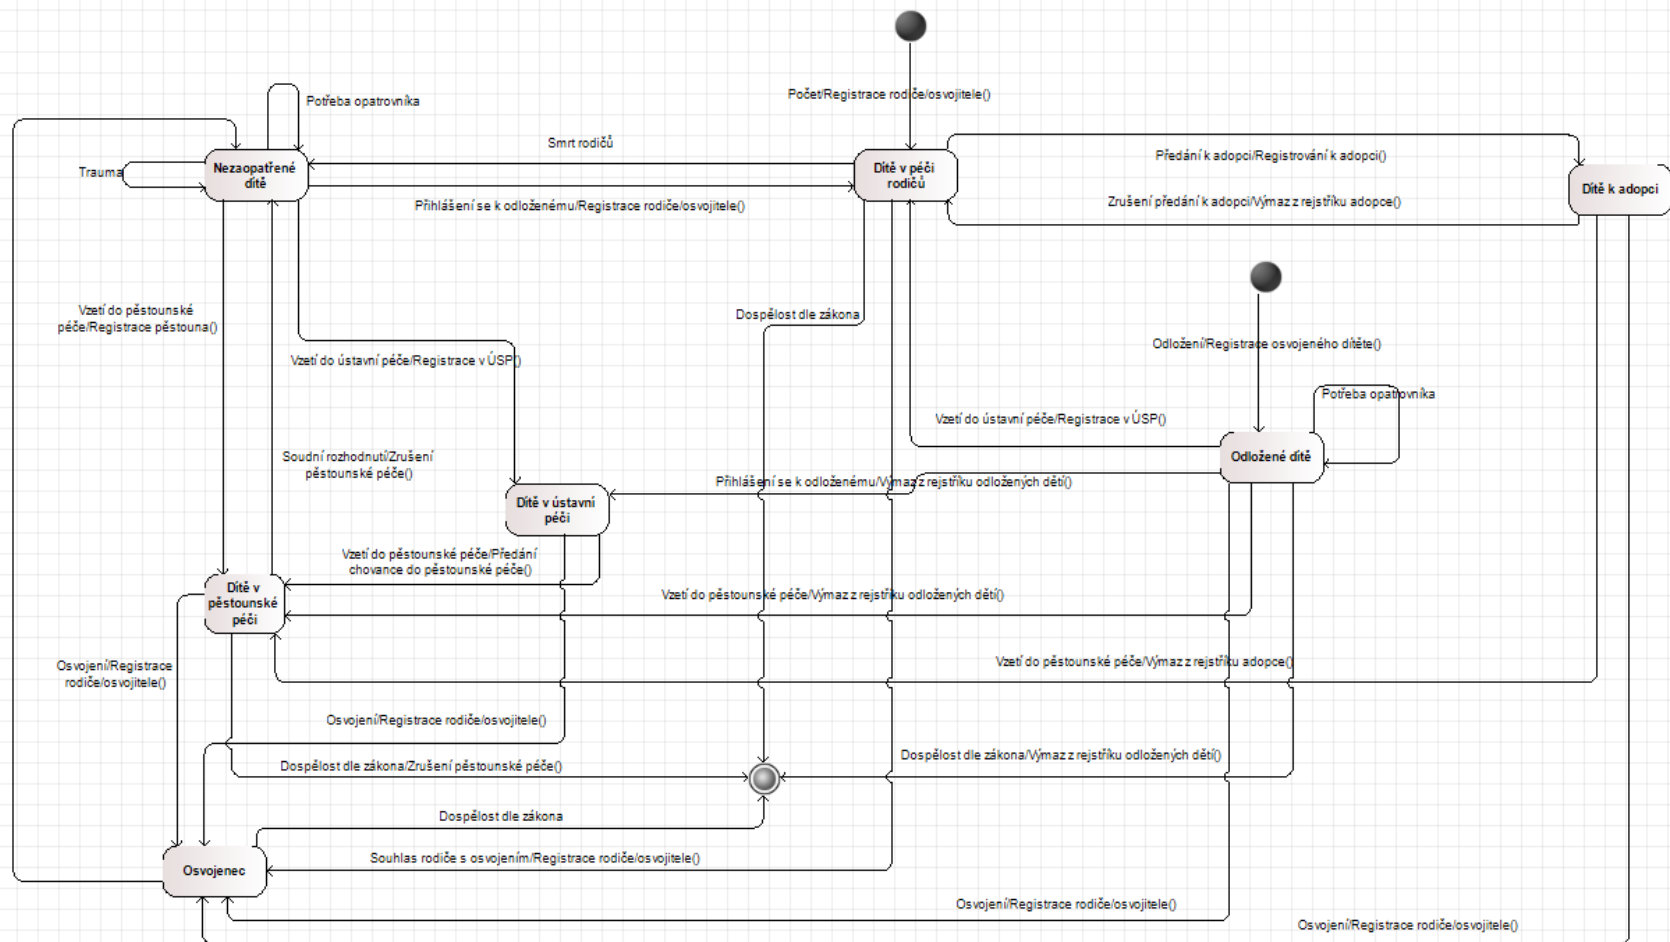 Počet/Registrace rodiče/osvojitele()
Potřeba opatrovníka
Smrt rodičů
Předání k adopci/Registrování k adopci()
Trauma
Nezaopatřené
dítě
Dítě v péči
rodičů
Dítě k adopci
Přihlášení se k odloženému/Registrace rodiče/osvojitele()
Zrušení předání k adopci/Výmaz z rejstříku adopce()
Vzetí do pěstounské
péče/Registrace pěstouna()
Dospělost dle zákona
Odložení/Registrace osvojeného dítěte()
Vzetí do ústavní péče/Registrace v ÚSP()
Potřeba opatrovníka
Vzetí do ústavní péče/Registrace v ÚSP()
Soudní rozhodnutí/Zrušení
pěstounské péče()
Odložené dítě
Přihlášení se k odloženému/Výmaz z rejstříku odložených dětí()
Dítě v ústavní
péči
Vzetí do pěstounské péče/Předání
chovance do pěstounské péče()
Dítě v
pěstounské
péči
Vzetí do pěstounské péče/Výmaz z rejstříku odložených dětí()
Osvojení/Registrace
rodiče/osvojitele()
Vzetí do pěstounské péče/Výmaz z rejstříku adopce()
Osvojení/Registrace rodiče/osvojitele()
Dospělost dle zákona/Zrušení pěstounské péče()
Dospělost dle zákona/Výmaz z rejstříku odložených dětí()
Dospělost dle zákona
Souhlas rodiče s osvojením/Registrace rodiče/osvojitele()
Osvojenec
Osvojení/Registrace rodiče/osvojitele()
Osvojení/Registrace rodiče/osvojitele()